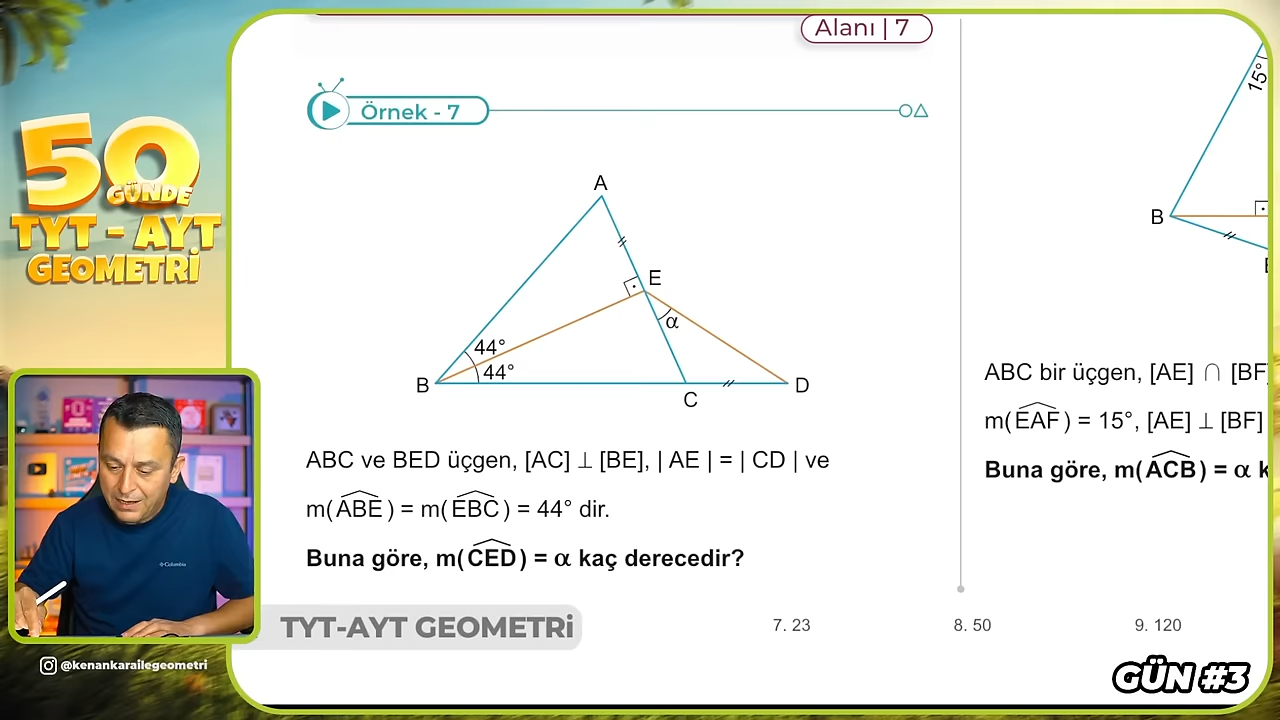 50
GÜNDE
TYT - AYT
GEOMETRİ
Alanı | 7
Örnek - 7
A
E
α
44°
44°
B
C
D
ABC ve BED üçgen, [AC] ⊥ [BE], | AE | = | CD | ve
m(ABE) = m(EBC) = 44° dir.
Buna göre, m(CED) = α kaç derecedir?
15°
B
E
ABC bir üçgen, [AE] ∩ [BF]
m(EAF) = 15°, [AE] ⊥ [BF]
Buna göre, m(ACB) = α k
7. 23
8. 50
9. 120
TYT-AYT GEOMETRİ
Columbia
@kenankarailegeometri
GÜN #3